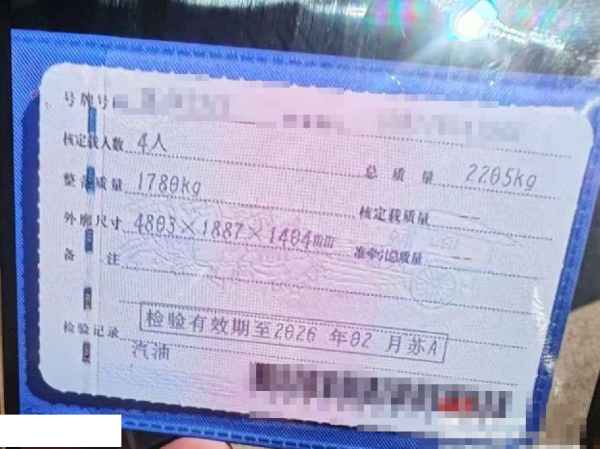 号牌号
核定载人数 4人 总质量 2205kg
整备质量 1780kg 核定载质量 --
外廓尺寸 4803×1887×1404mm 准牵引总质量 --
备注
检验记录 检验有效期至2026年02月苏A
汽油